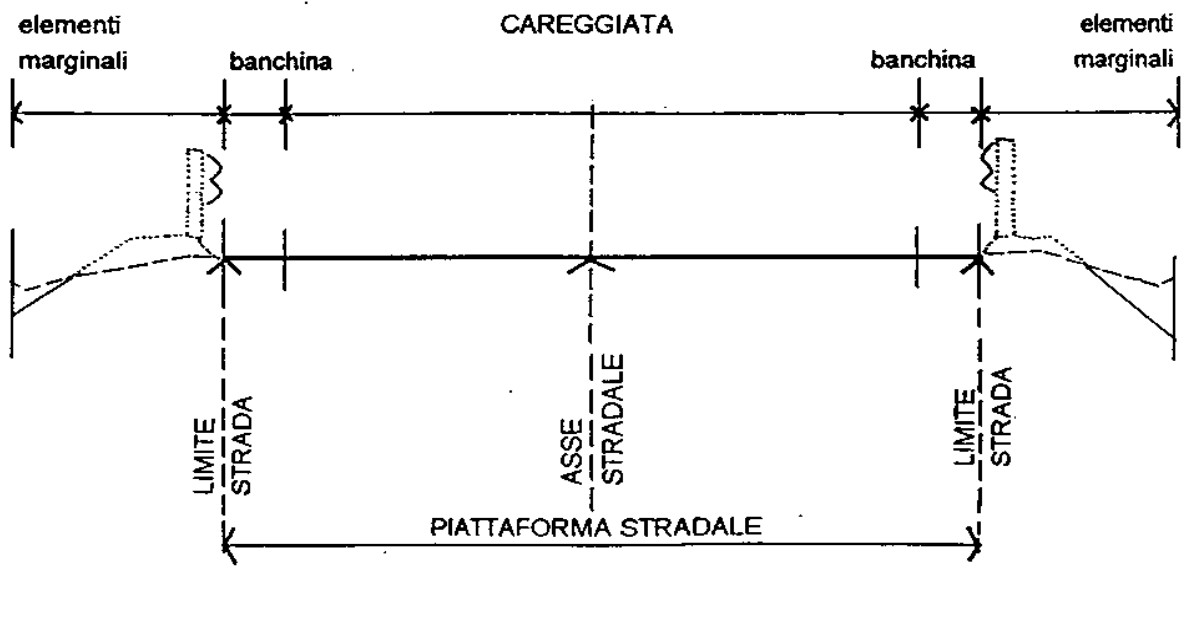 elementi
marginali
banchina
CAREGGIATA
banchina
elementi
marginali
LIMITE
STRADA
ASSE
STRADALE
LIMITE
STRADA
PIATTAFORMA STRADALE